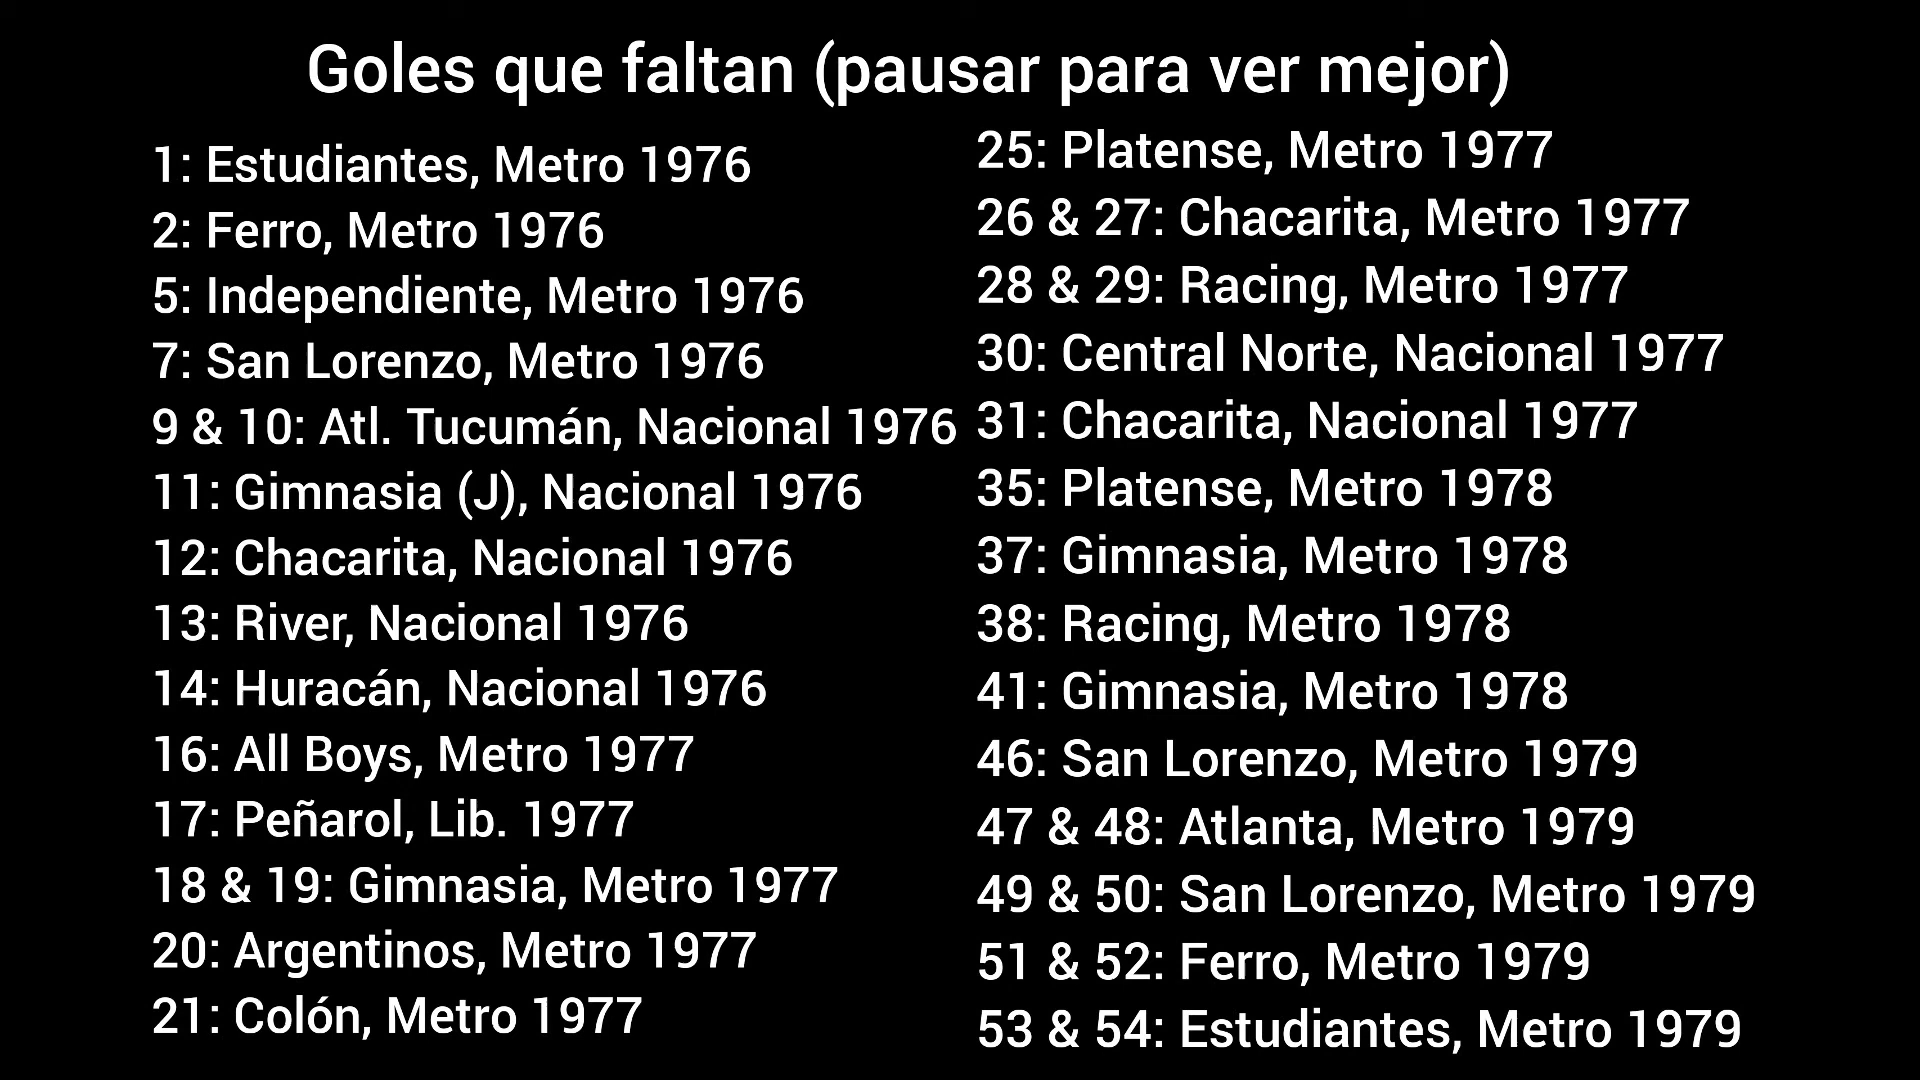 Goles que faltan (pausar para ver mejor)
1: Estudiantes, Metro 1976
2: Ferro, Metro 1976
5: Independiente, Metro 1976
7: San Lorenzo, Metro 1976
9 & 10: Atl. Tucumán, Nacional 1976
11: Gimnasia (J), Nacional 1976
12: Chacarita, Nacional 1976
13: River, Nacional 1976
14: Huracán, Nacional 1976
16: All Boys, Metro 1977
17: Peñarol, Lib. 1977
18 & 19: Gimnasia, Metro 1977
20: Argentinos, Metro 1977
21: Colón, Metro 1977
25: Platense, Metro 1977
26 & 27: Chacarita, Metro 1977
28 & 29: Racing, Metro 1977
30: Central Norte, Nacional 1977
31: Chacarita, Nacional 1977
35: Platense, Metro 1978
37: Gimnasia, Metro 1978
38: Racing, Metro 1978
41: Gimnasia, Metro 1978
46: San Lorenzo, Metro 1979
47 & 48: Atlanta, Metro 1979
49 & 50: San Lorenzo, Metro 1979
51 & 52: Ferro, Metro 1979
53 & 54: Estudiantes, Metro 1979